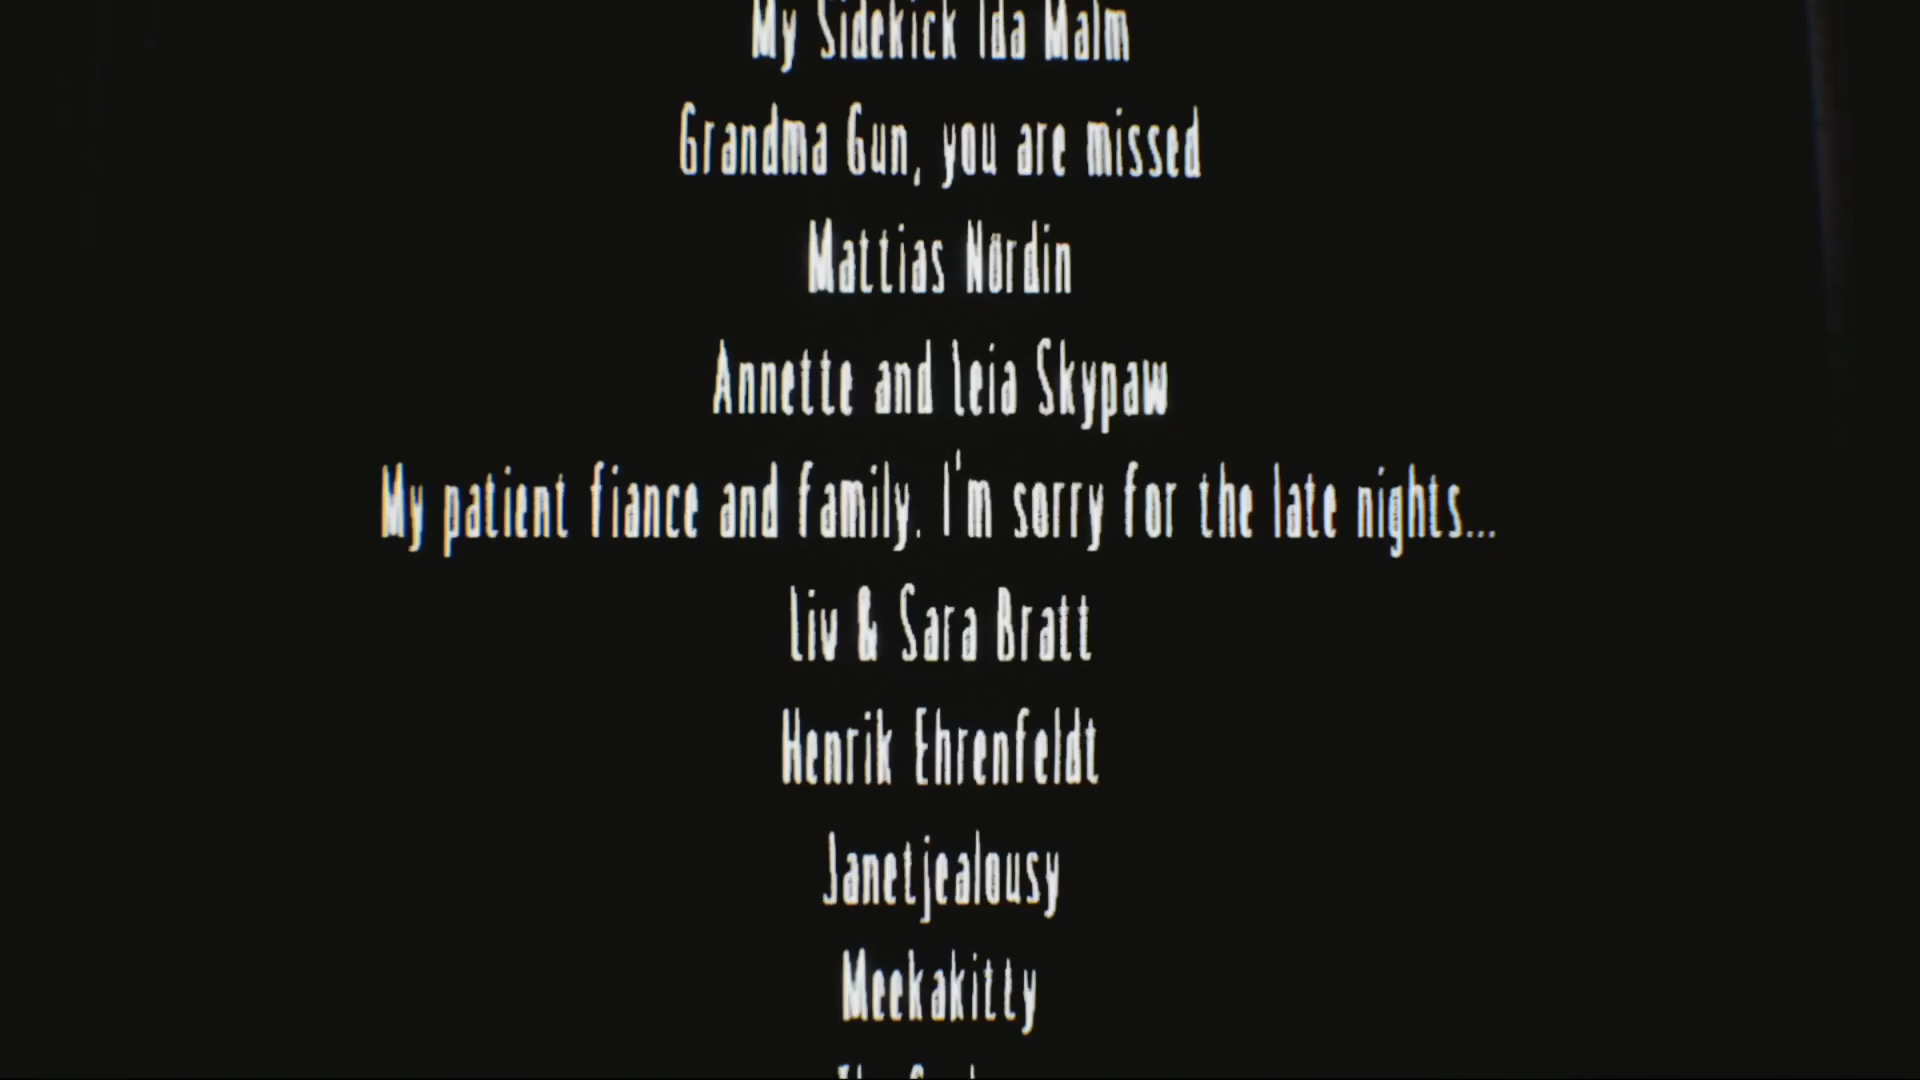 My Sidekick Ida Malm
Grandma Gun, you are missed
Mattias Nordin
Annette and Leia Skypaw
My patient fiance and family. I'm sorry for the late nights...
Liv & Sara Bratt
Henrik Ehrenfeldt
Janetjealousy
Meekakitty